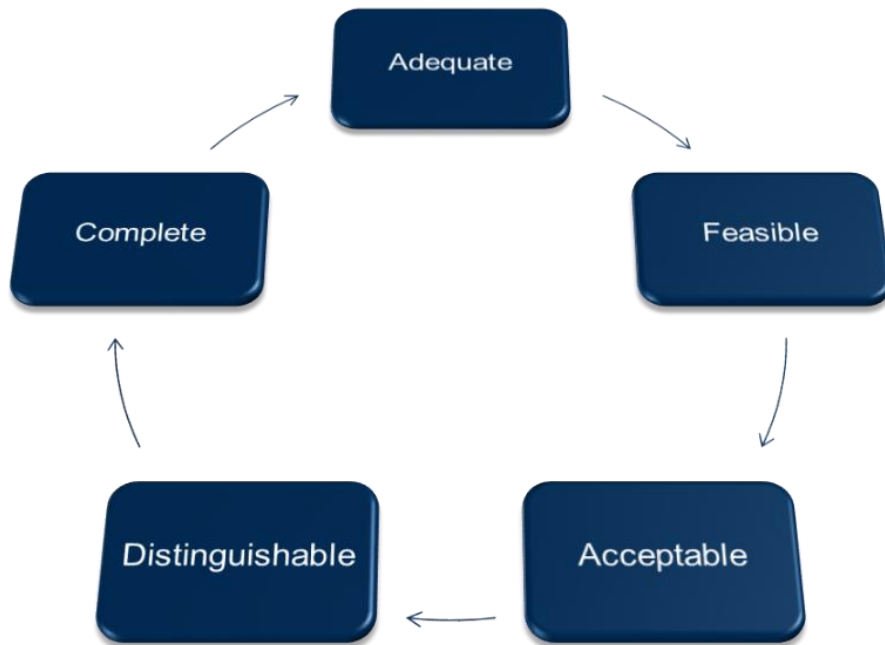 Adequate
Feasible
Acceptable
Distinguishable
Complete